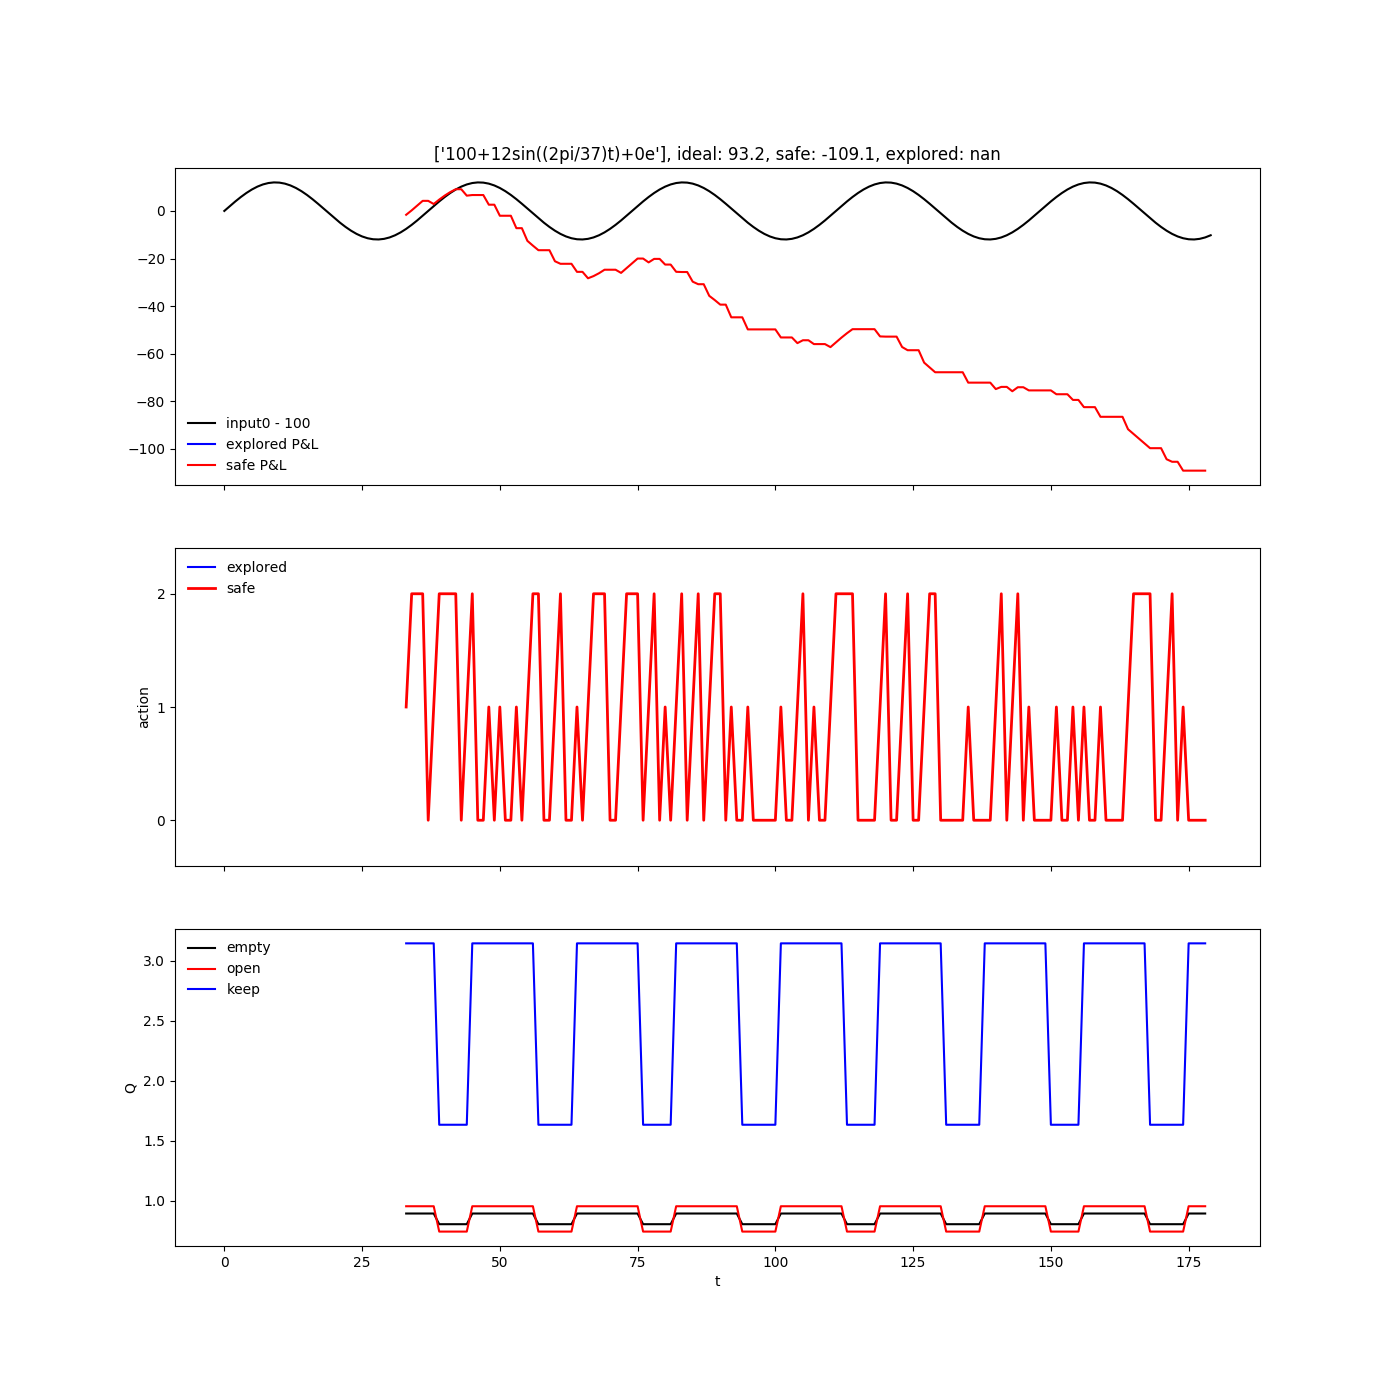 ['100+12sin((2pi/37)t)+0e'], ideal: 93.2, safe: -109.1, explored: nan
0
−20
−40
−60
−80
−100
input0 - 100
explored P&L
safe P&L
2
1
0
action
explored
safe
3.0
2.5
2.0
1.5
1.0
Q
empty
open
keep
0 25 50 75 100 125 150 175
t